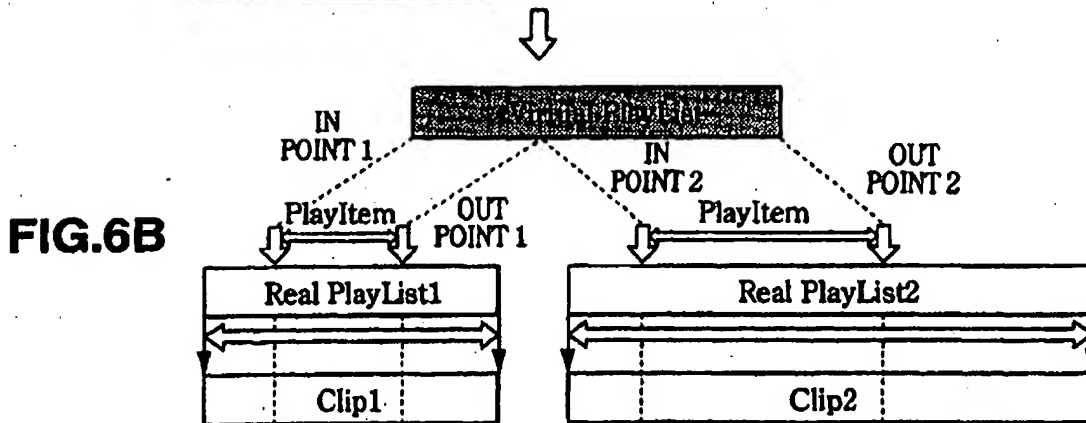 Virtual PlayList
IN
POINT 1
IN
POINT 2
OUT
POINT 2
PlayItem
OUT
POINT 1
PlayItem
FIG.6B
Real PlayList1
Real PlayList2
Clip1
Clip2